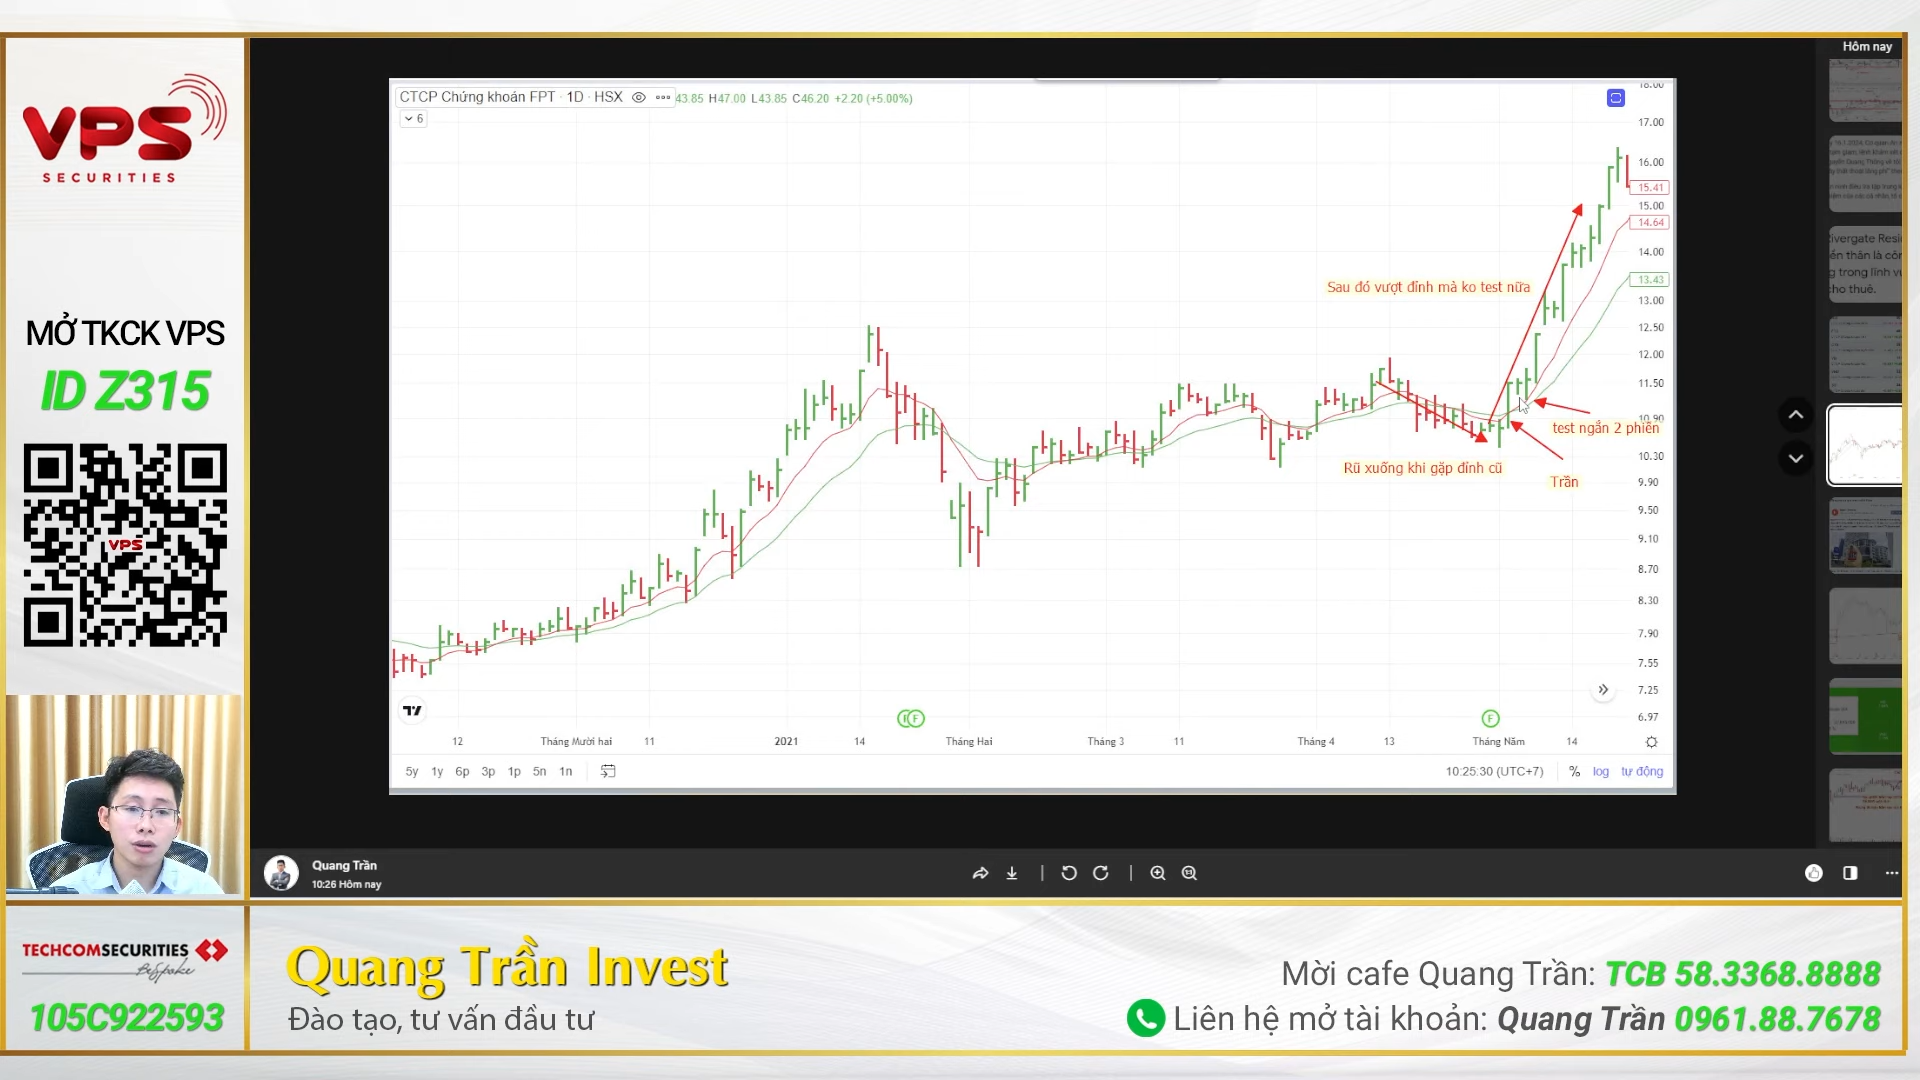 VPS
SECURITIES
MỞ TKCK VPS
ID Z315
VPS
TECHCOMSECURITIES
BeSpoke
105C922593
CTCP Chứng khoán FPT · 1D · HSX
43.85 H47.00 L43.85 C46.20 +2.20 (+5.00%)
6
Sau đó vượt đỉnh mà ko test nữa
test ngắn 2 phiên
Rũ xuống khi gặp đỉnh cũ
Trần
18.00
17.00
16.00
15.41
15.00
14.64
14.00
13.43
13.00
12.50
12.00
11.50
10.90
10.30
9.90
9.50
9.10
8.70
8.30
7.90
7.55
7.25
6.97
F
F
12
Tháng Mười hai
11
2021
14
Tháng Hai
Tháng 3
11
Tháng 4
13
Tháng Năm
14
5y 1y 6p 3p 1p 5n 1n
10:25:30 (UTC+7)
% log tự động
Hôm nay
Quang Trần
10:26 Hôm nay
Quang Trần Invest
Đào tạo, tư vấn đầu tư
Mời cafe Quang Trần: TCB 58.3368.8888
Liên hệ mở tài khoản: Quang Trần 0961.88.7678